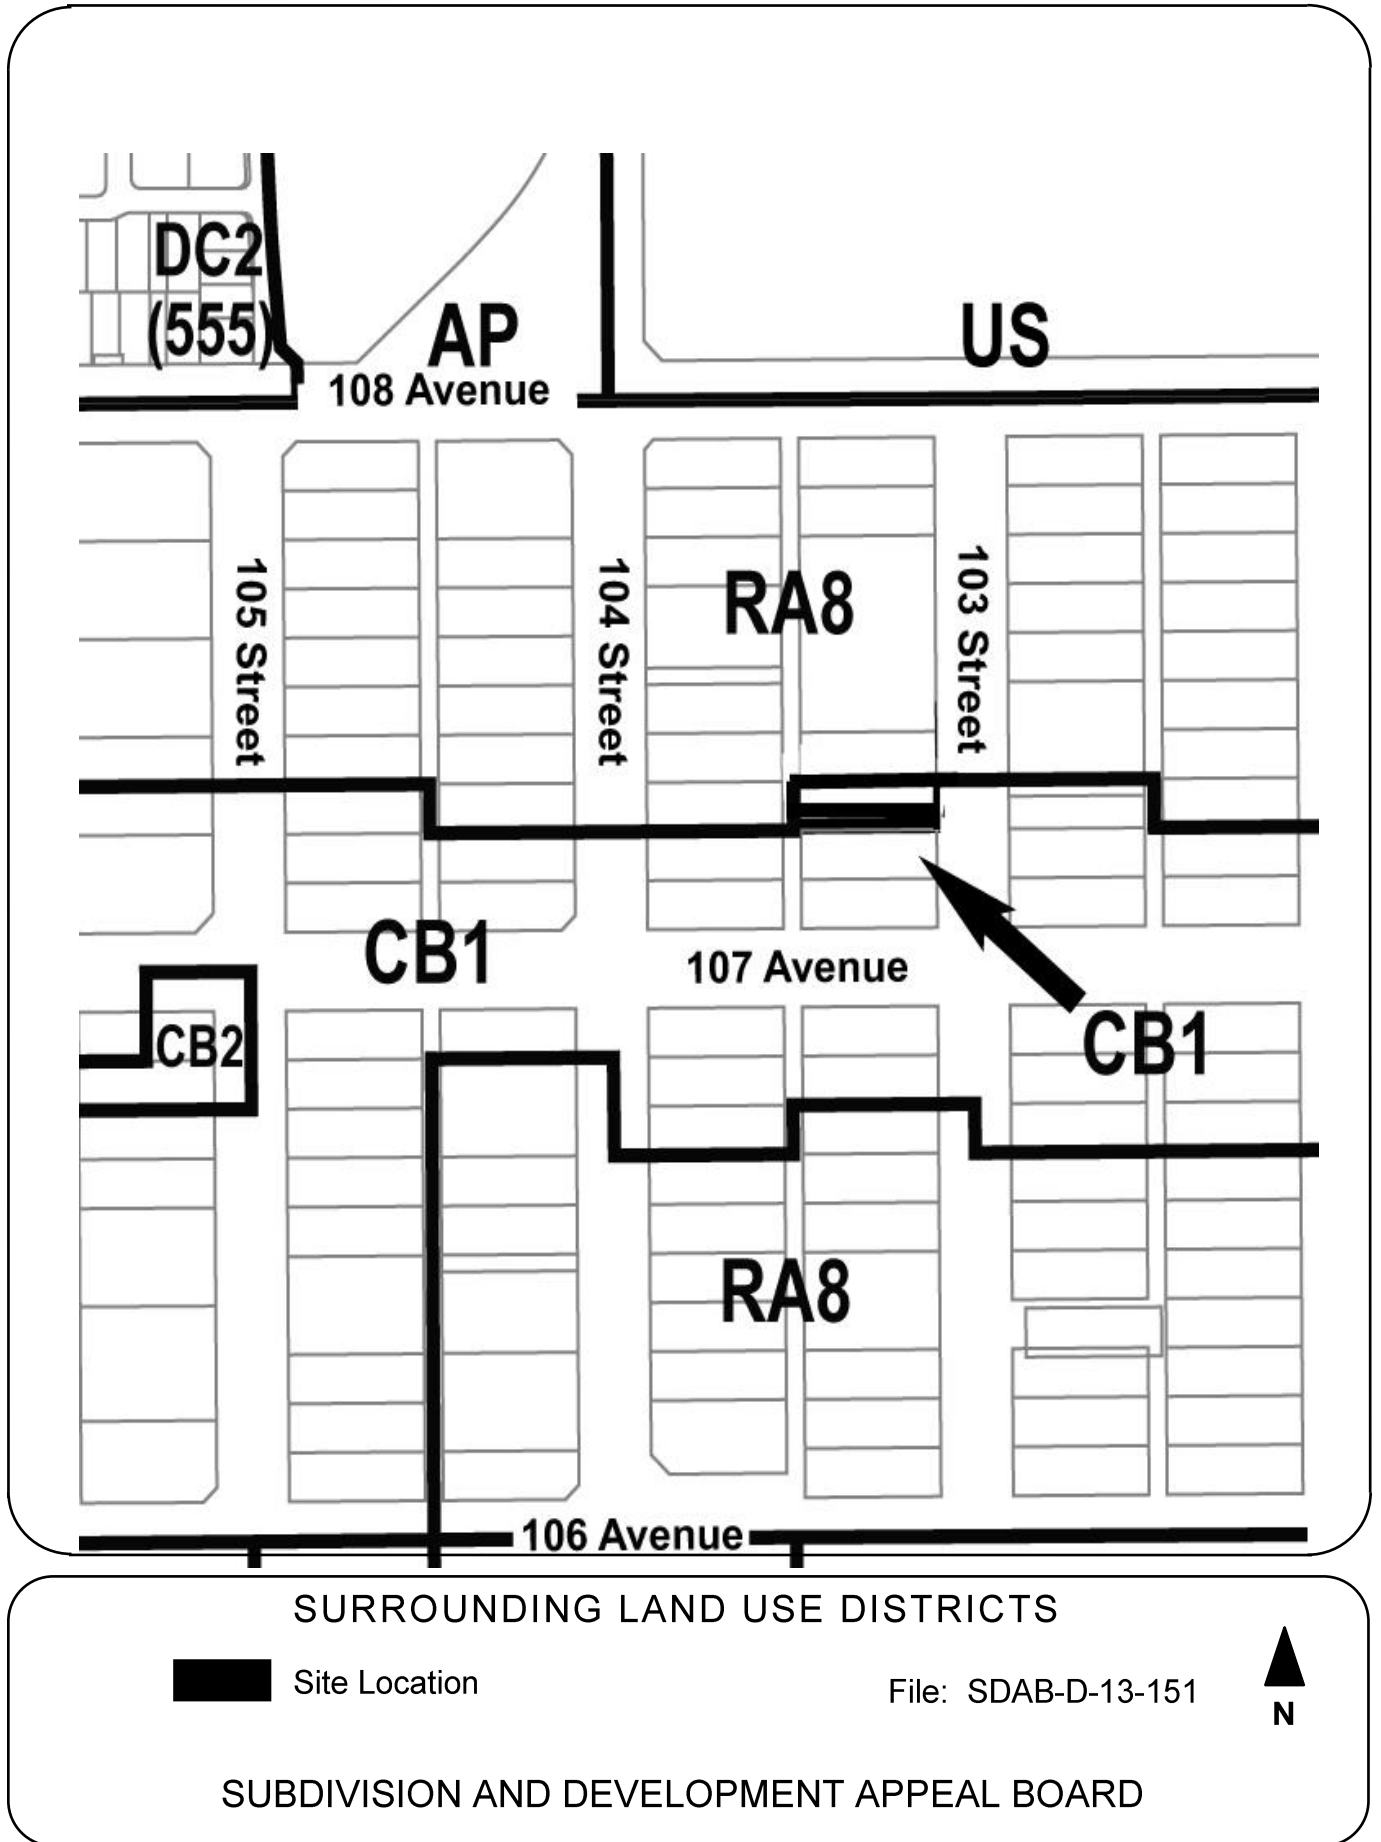 DC2
(555)
AP
US
108 Avenue
105 Street
104 Street
103 Street
RA8
CB1
107 Avenue
CB2
CB1
RA8
106 Avenue
SURROUNDING LAND USE DISTRICTS
Site Location
File: SDAB-D-13-151
N
SUBDIVISION AND DEVELOPMENT APPEAL BOARD